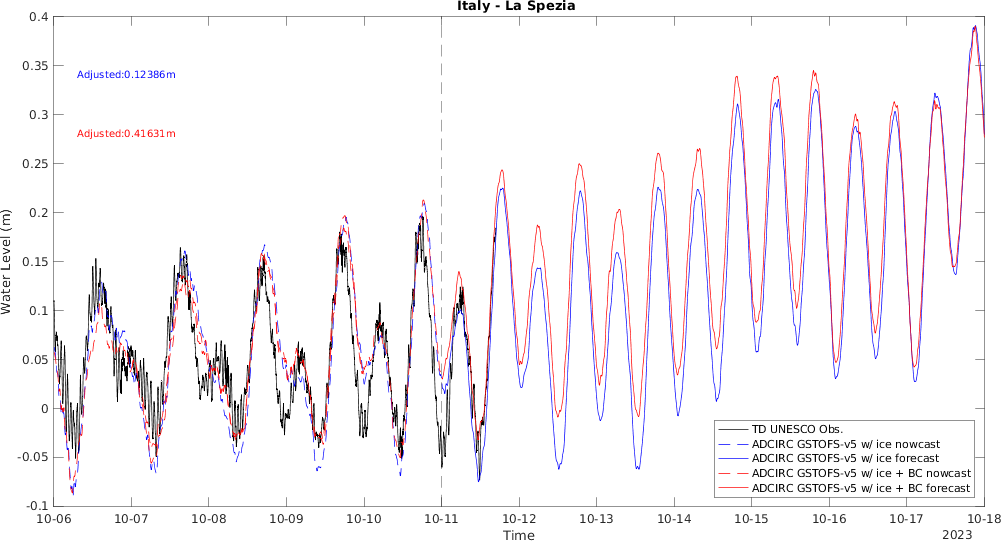 Italy - La Spezia
0.4
0.35
0.3
0.25
0.2
0.15
0.1
0.05
0
-0.05
-0.1
Water Level (m)
Adjusted:0.12386m
Adjusted:0.41631m
TD UNESCO Obs.
ADCIRC GSTOFS-v5 w/ ice nowcast
ADCIRC GSTOFS-v5 w/ ice forecast
ADCIRC GSTOFS-v5 w/ ice + BC nowcast
ADCIRC GSTOFS-v5 w/ ice + BC forecast
10-06 10-07 10-08 10-09 10-10 10-11 10-12 10-13 10-14 10-15 10-16 10-17 10-18
Time
2023